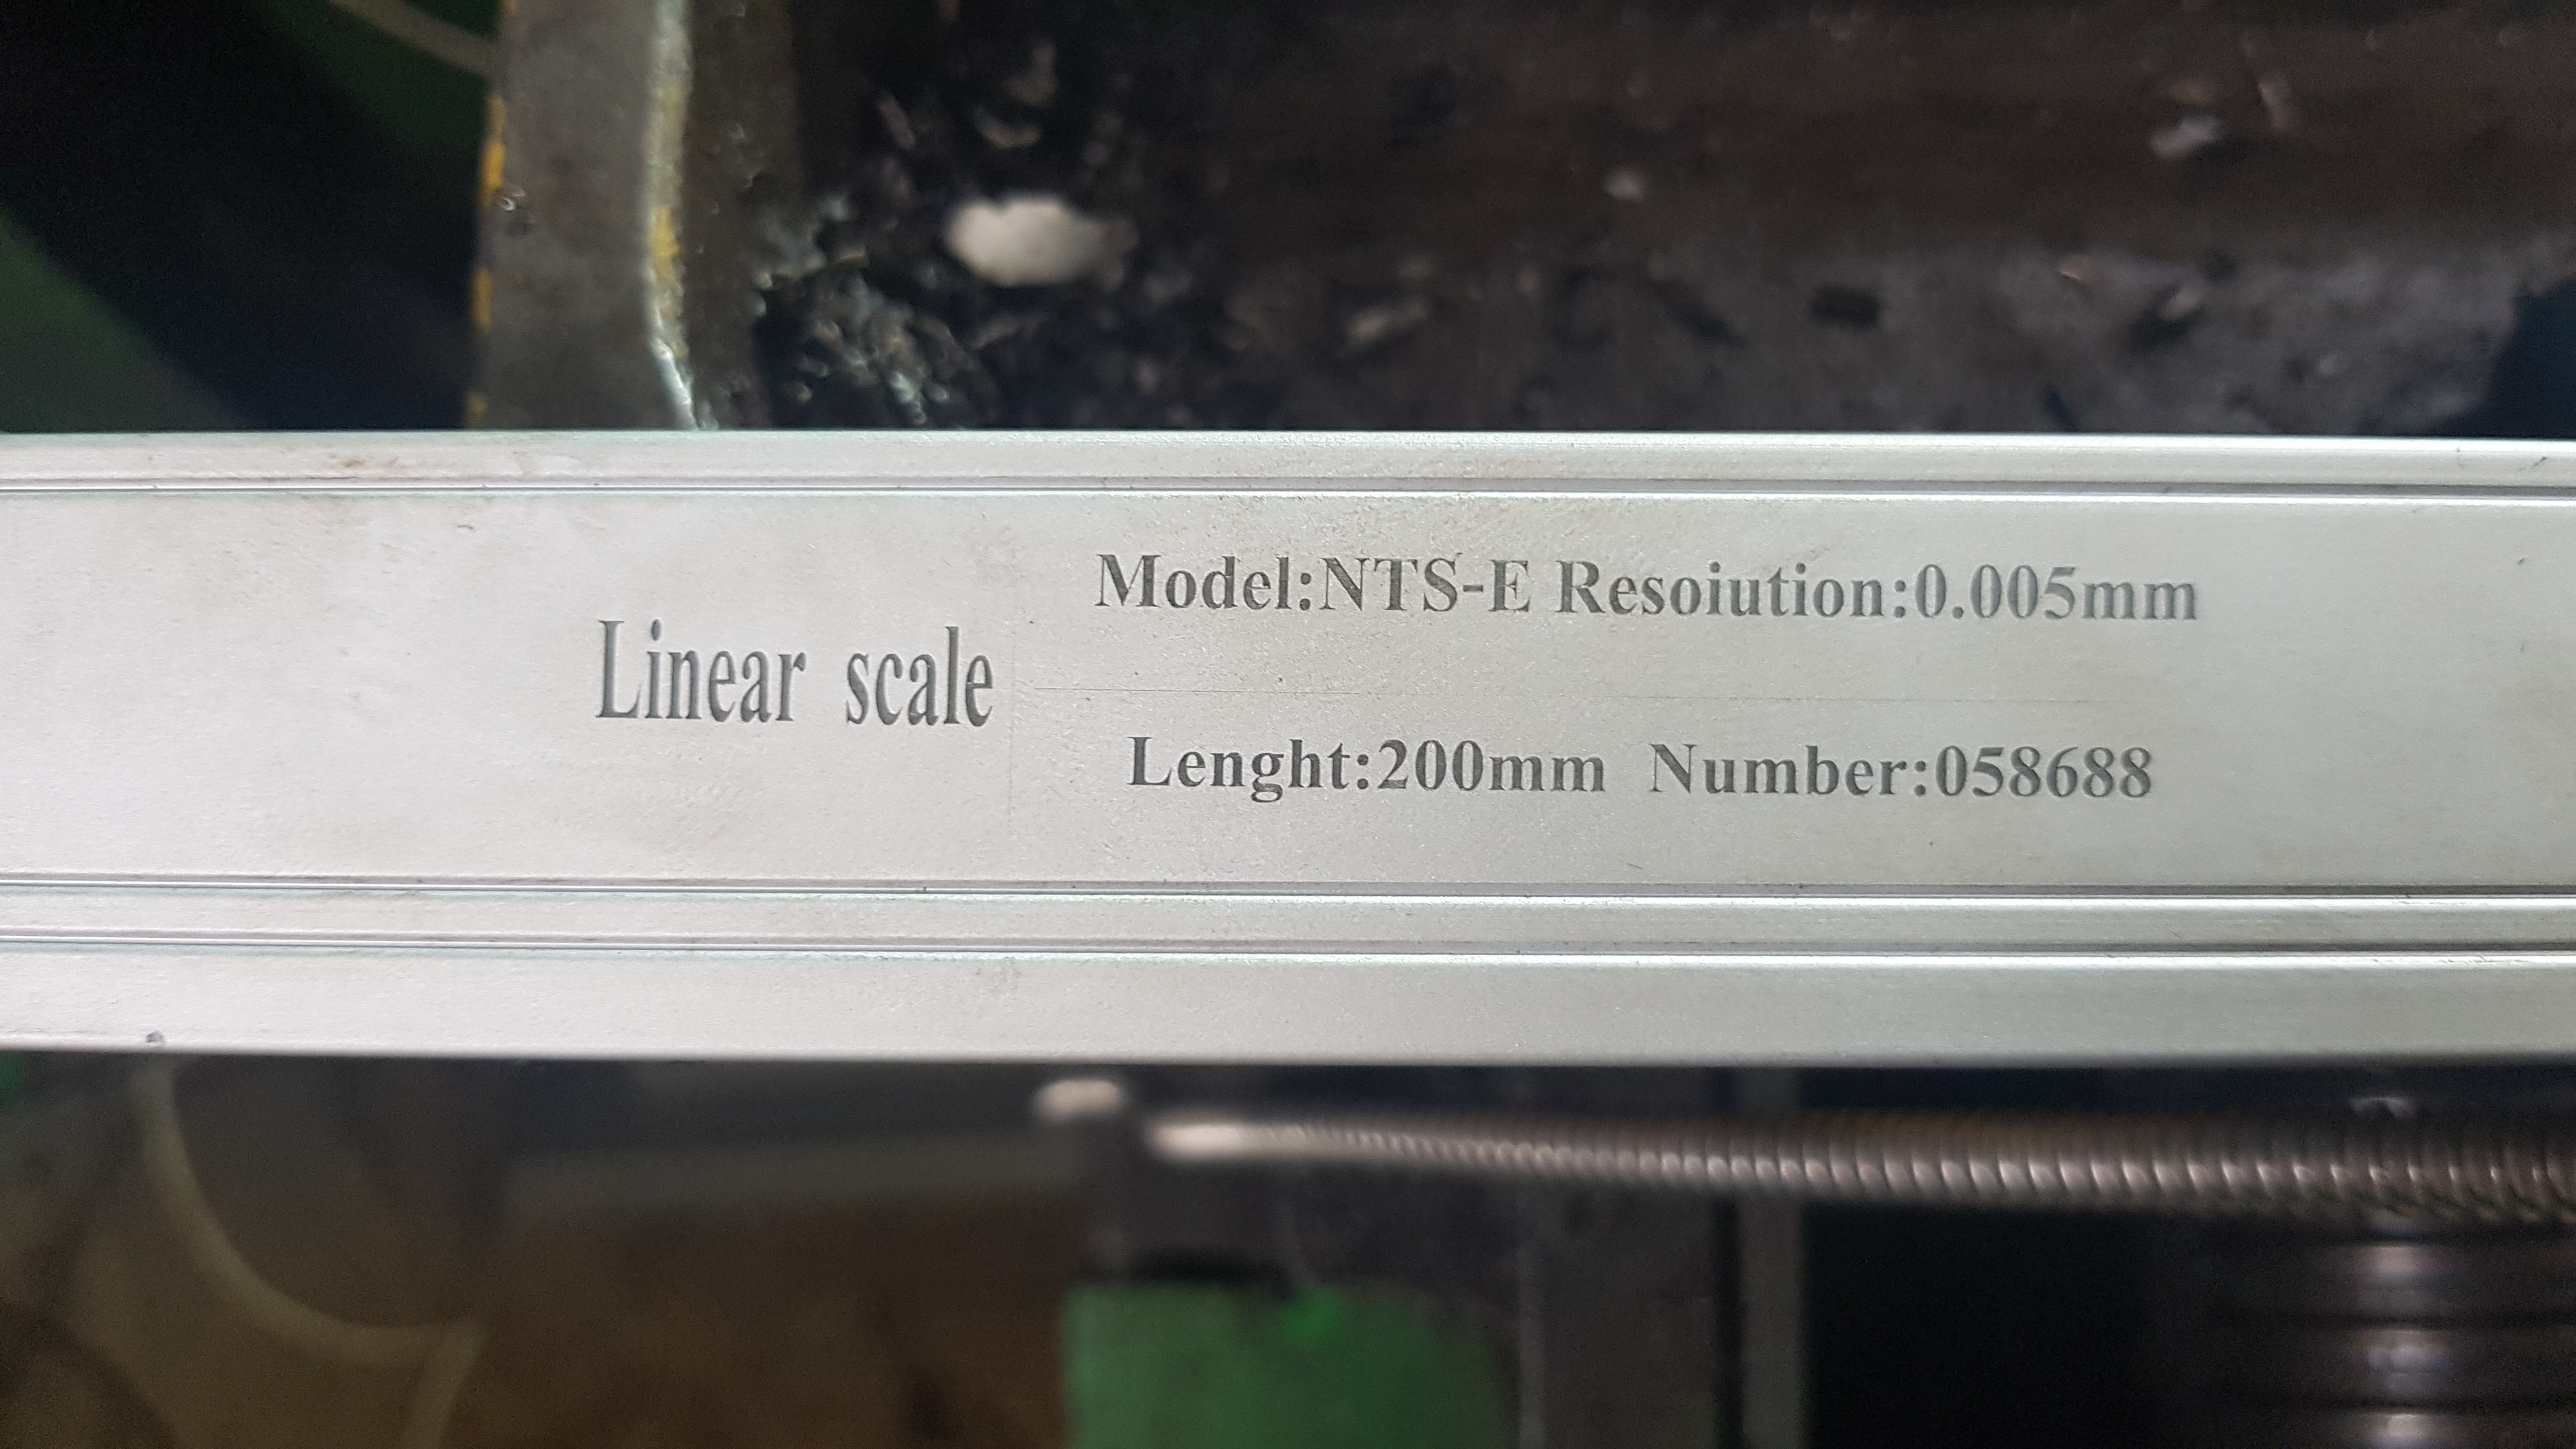 Linear scale
Model:NTS-E Resoiution:0.005mm
Lenght:200mm Number:058688